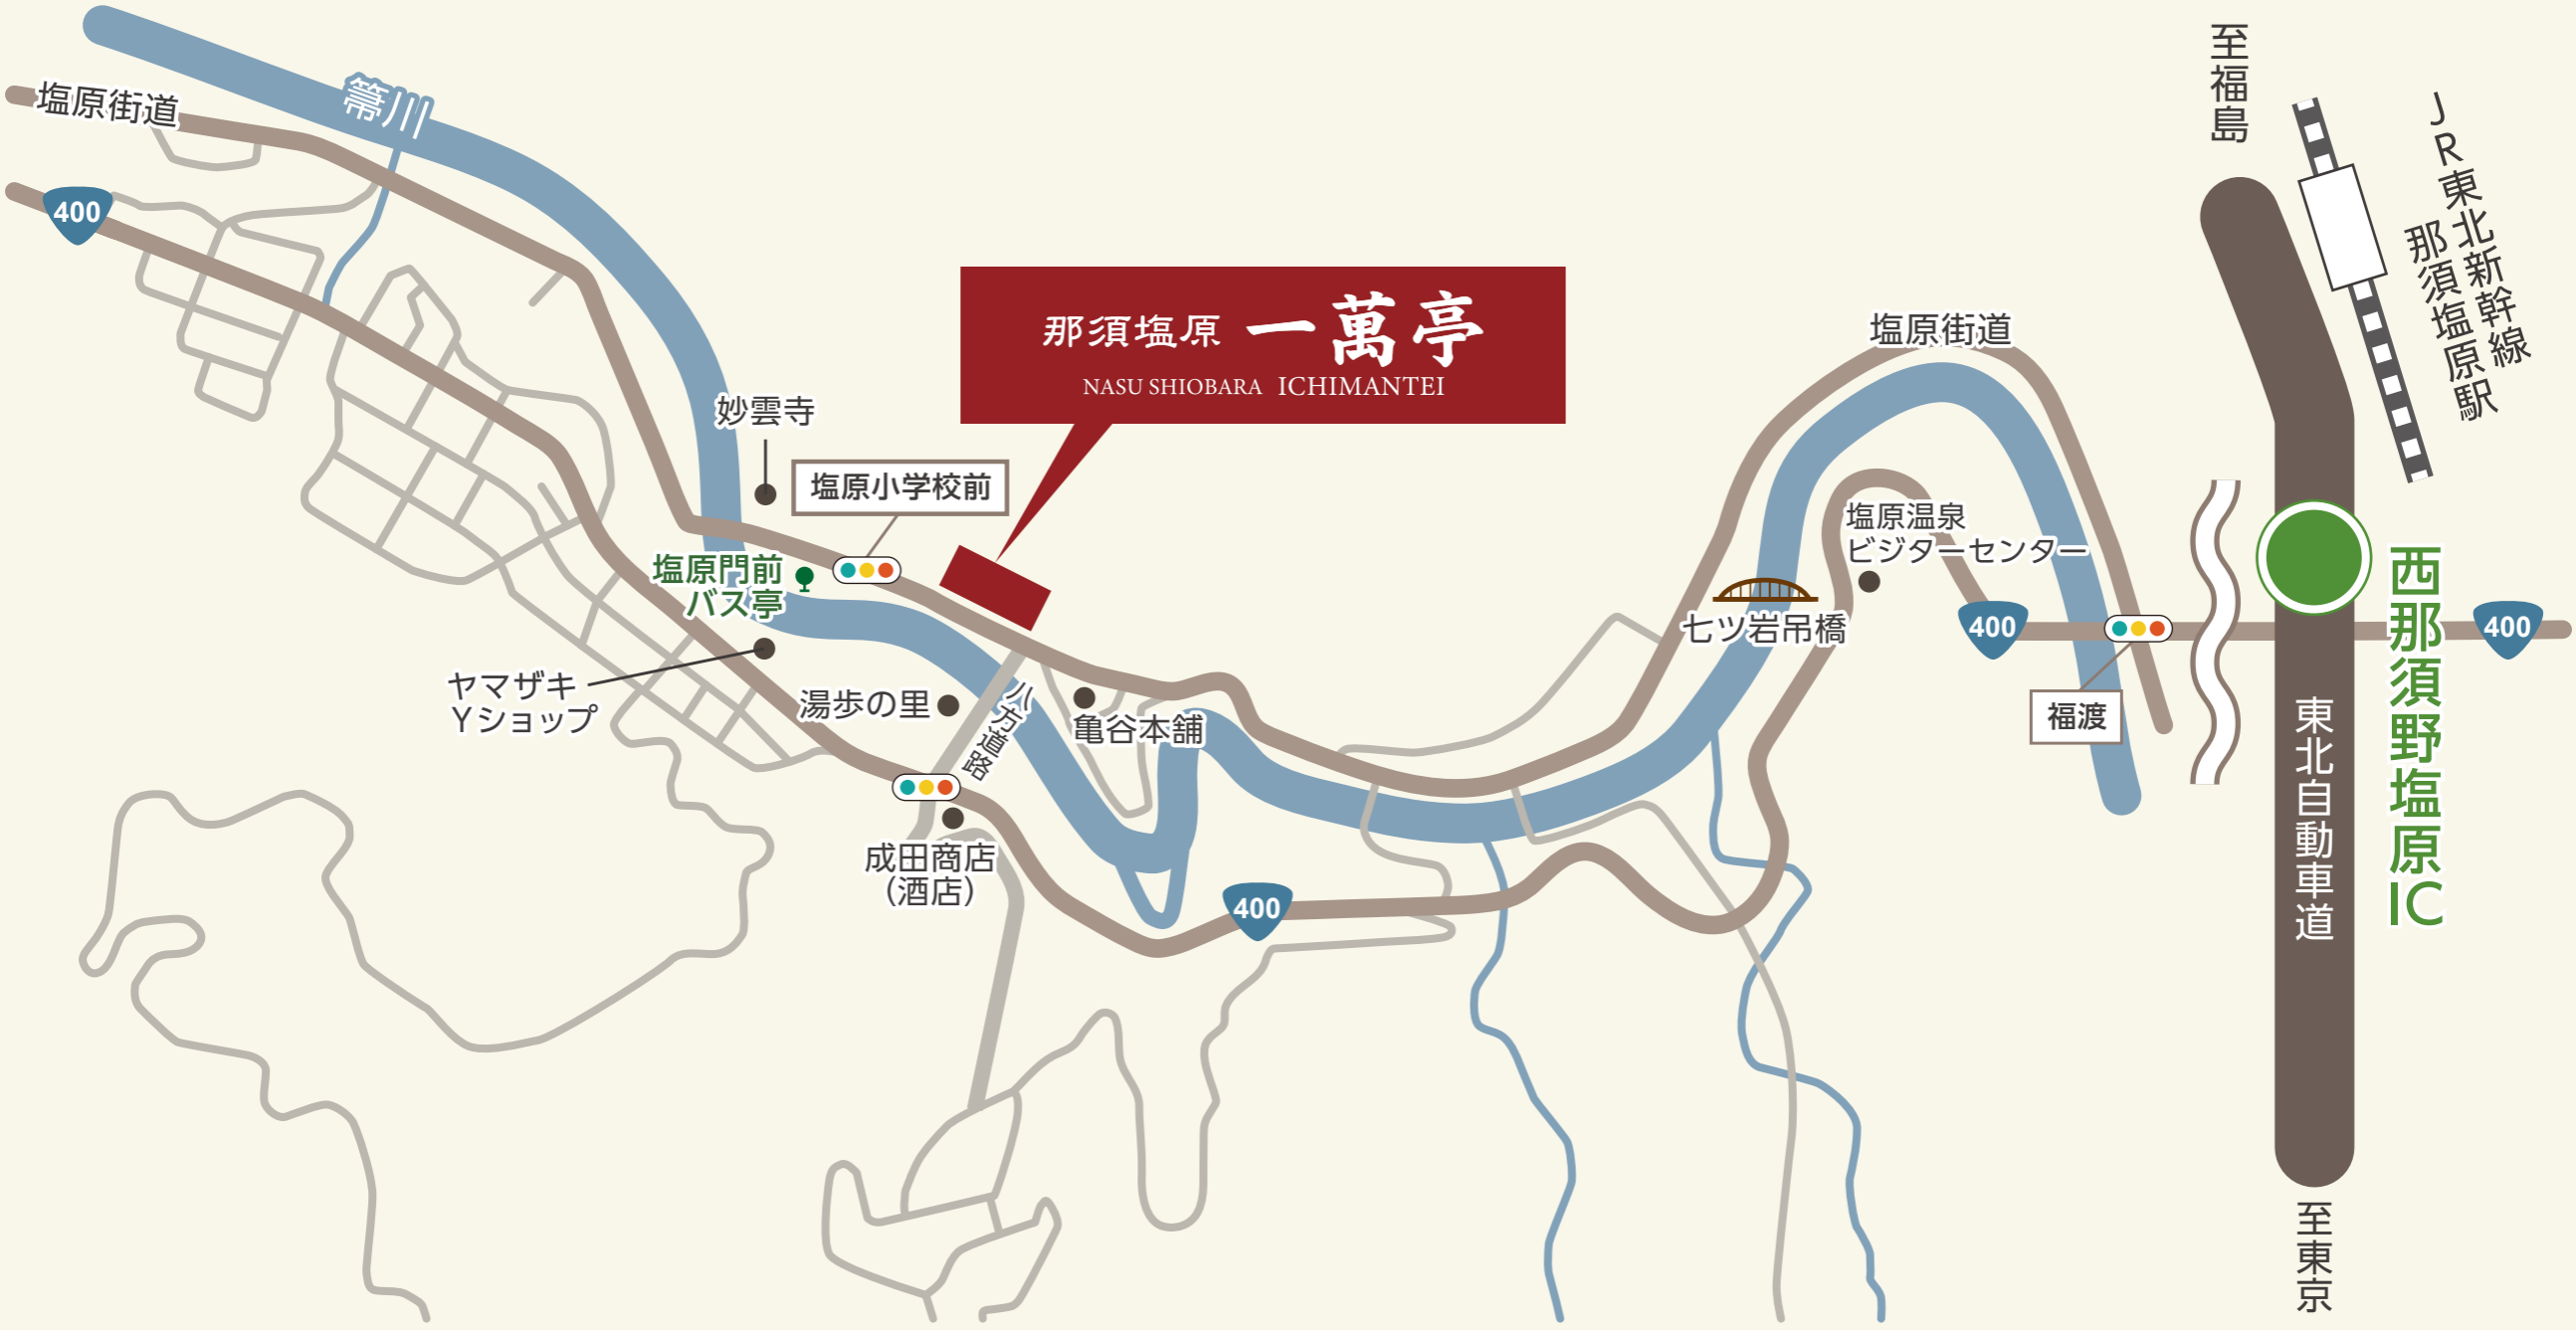 至福島
JR東北新幹線
那須塩原駅
塩原街道
箒川
400
那須塩原 一萬亭
NASU SHIOBARA ICHIMANTEI
塩原街道
妙雲寺
塩原小学校前
塩原温泉
ビジターセンター
塩原門前
バス亭
七ツ岩吊橋
400
400
西那須野塩原IC
ヤマザキ
Yショップ
湯歩の里
八方道路
亀谷本舗
福渡
東北自動車道
成田商店
（酒店）
400
至東京